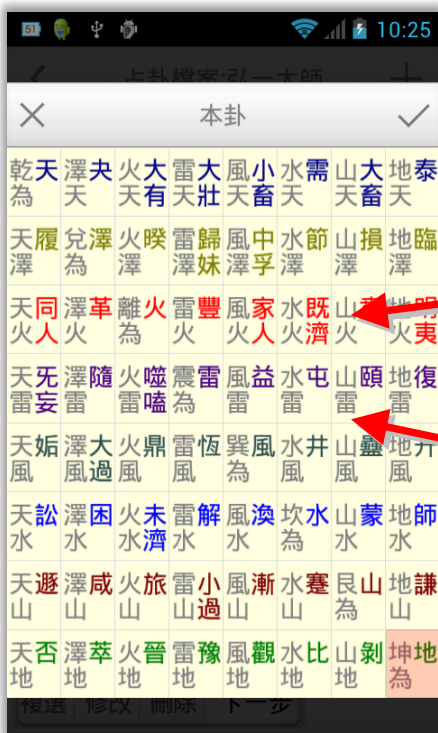 51 10:25
占卦檔案:弘一大師
本卦
乾天 澤夬 火大 雷大 風小 水需 山大 地泰
為 天 天有 天壯 天畜 天 天畜 天
天履 兌澤 火暌 雷歸 風中 水節 山損 地臨
澤 為 澤 澤妹 澤孚 澤 澤 澤
天同 澤革 離火 雷豐 風家 水既 山 地明
火人 火 為 火 火人 火濟 火 火夷
天无 澤隨 火噬 震雷 風益 水屯 山頤 地復
雷妄 雷 雷嗑 為 雷 雷 雷 雷
天姤 澤大 火鼎 雷恆 巽風 水井 山蠱 地升
風 風過 風 風 為 風 風 風
天訟 澤困 火未 雷解 風渙 坎水 山蒙 地師
水 水 水濟 水 水 為 水 水
天遯 澤咸 火旅 雷小 風漸 水蹇 艮山 地謙
山 山 山 山過 山 山 為 山
天否 澤萃 火晉 雷豫 風觀 水比 山剝 坤地
地 地 地 地 地 地 地 為
複選 修改 刪除 下一步